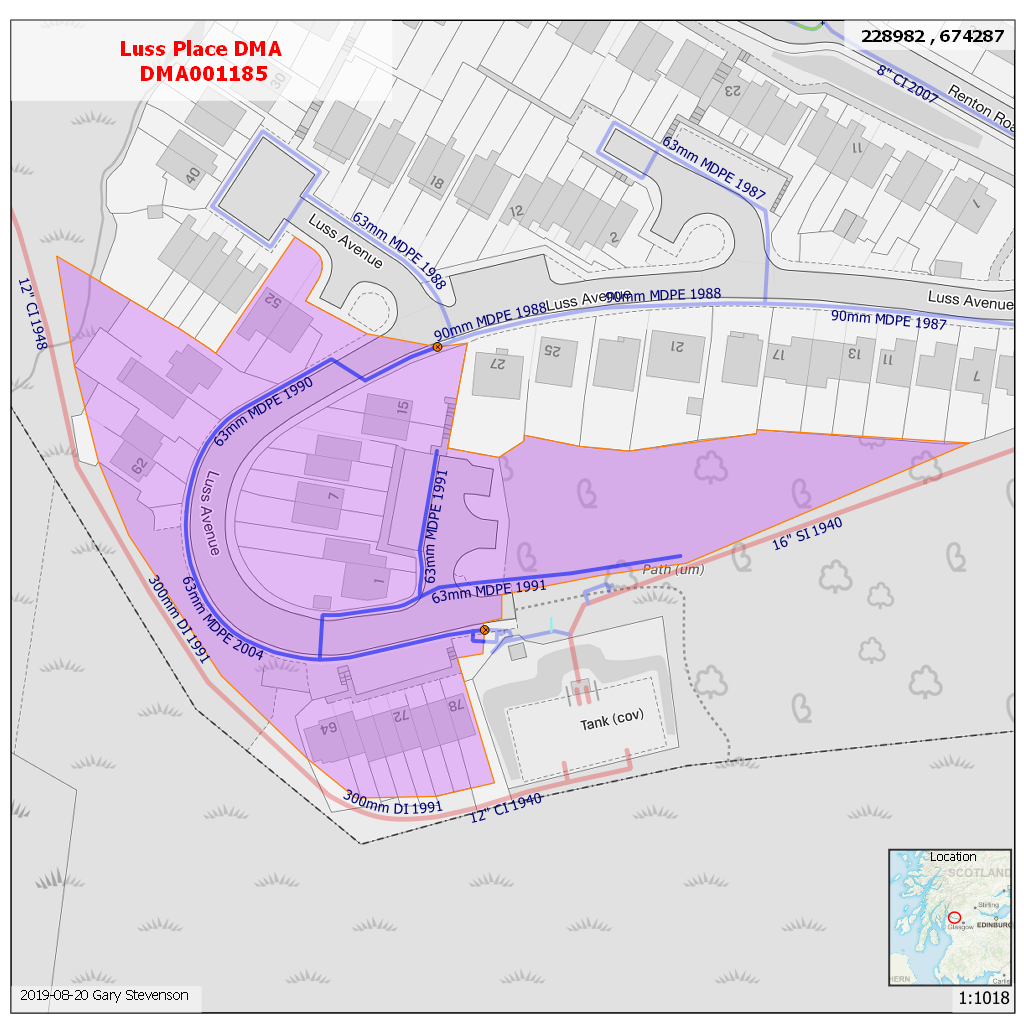 Luss Place DMA
DMA001185
228982 , 674287
8" CI 2007
Renton Roa
30
23
11
40
63mm MDPE 1987
18
12
7
2
Luss Avenue
63mm MDPE 1988
12" CI 1948
52
90mm MDPE 1988
Luss Avenue
90mm MDPE 1988
Luss Avenue
90mm MDPE 1987
27
25
21
17
13
11
7
63mm MDPE 1990
15
62
7
Luss Avenue
63mm MDPE 1991
16" SI 1940
1
63mm MDPE 1991
Path (um)
300mm DI 1991
63mm MDPE 2004
64
72
78
Tank (cov)
300mm DI 1991
12" CI 1940
Location
SCOTLAND
Stirling
Glasgow
EDINBUR
HERN
Carl
2019-08-20 Gary Stevenson
1:1018